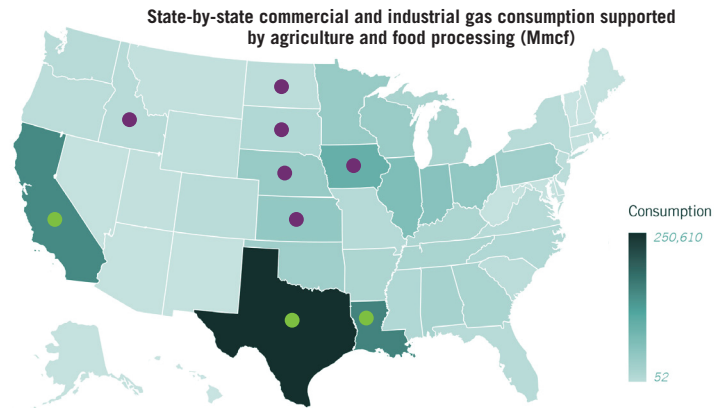 State-by-state commercial and industrial gas consumption supported
by agriculture and food processing (Mmcf)
Consumption
250,610
52